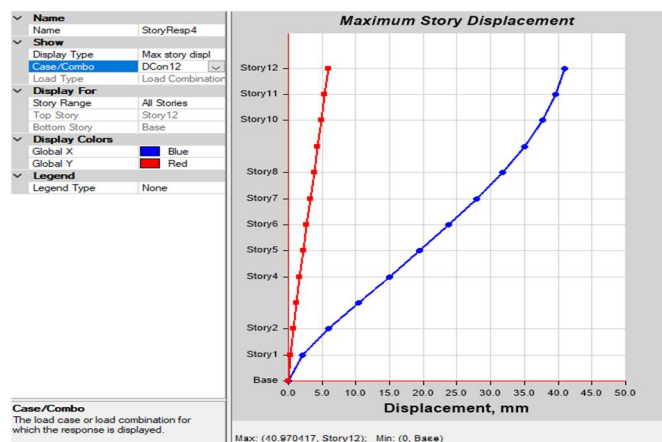 Name
Name StoryResp4
Show
Display Type Max story displ
Case/Combo DCon12
Load Type Load Combination
Display For
Story Range All Stories
Top Story Story12
Bottom Story Base
Display Colors
Global X Blue
Global Y Red
Legend
Legend Type None
Case/Combo
The load case or load combination for
which the response is displayed.
Maximum Story Displacement
Story12
Story11
Story10
Story8
Story7
Story6
Story5
Story4
Story2
Story1
Base
0.0 5.0 10.0 15.0 20.0 25.0 30.0 35.0 40.0 45.0 50.0
Displacement, mm
Max: (40.970417, Story12); Min: (0, Base)